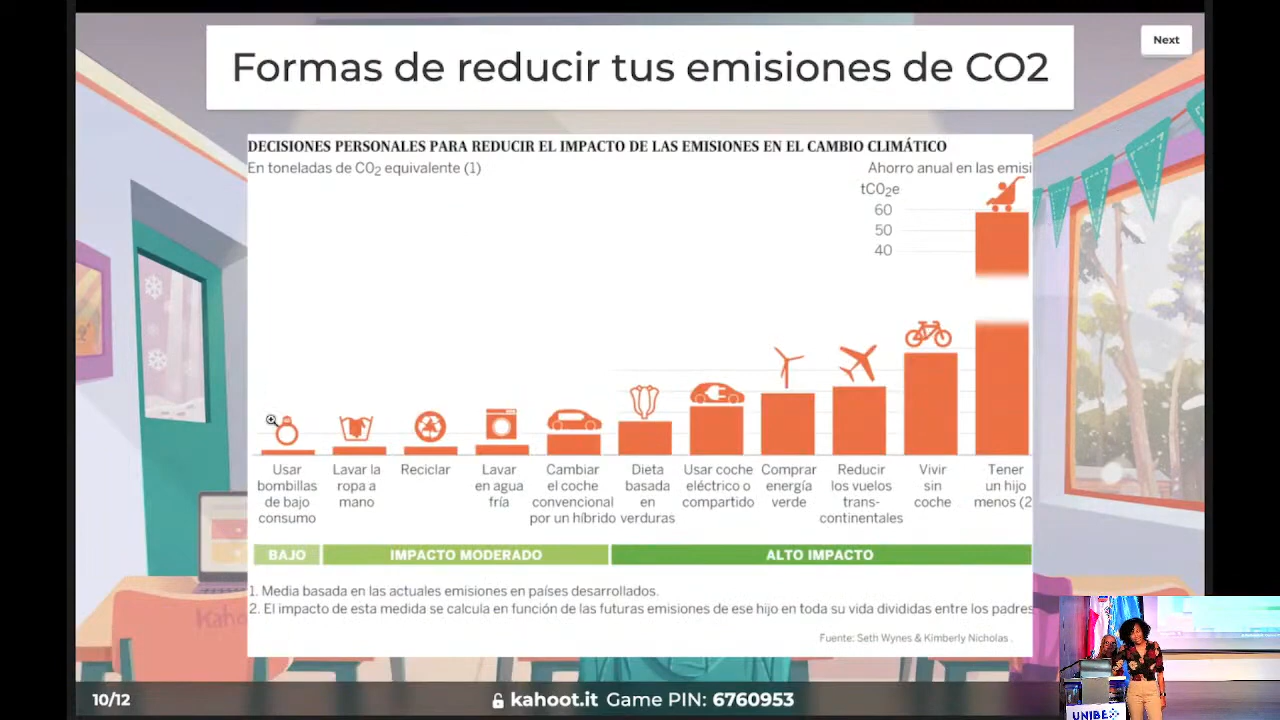 Formas de reducir tus emisiones de CO2
Next
DECISIONES PERSONALES PARA REDUCIR EL IMPACTO DE LAS EMISIONES EN EL CAMBIO CLIMÁTICO
En toneladas de CO2 equivalente (1)
Ahorro anual en las emisi
tCO2e
60
50
40
Usar bombillas de bajo consumo
Lavar la ropa a mano
Reciclar
Lavar en agua fría
Cambiar el coche convencional por un híbrido
Dieta basada en verduras
Usar coche eléctrico o compartido
Comprar energía verde
Reducir los vuelos trans-continentales
Vivir sin coche
Tener un hijo menos (2
BAJO
IMPACTO MODERADO
ALTO IMPACTO
1. Media basada en las actuales emisiones en países desarrollados.
2. El impacto de esta medida se calcula en función de las futuras emisiones de ese hijo en toda su vida divididas entre los padres
Fuente: Seth Wynes & Kimberly Nicholas .
Kaho
10/12
kahoot.it Game PIN: 6760953
UNIBE